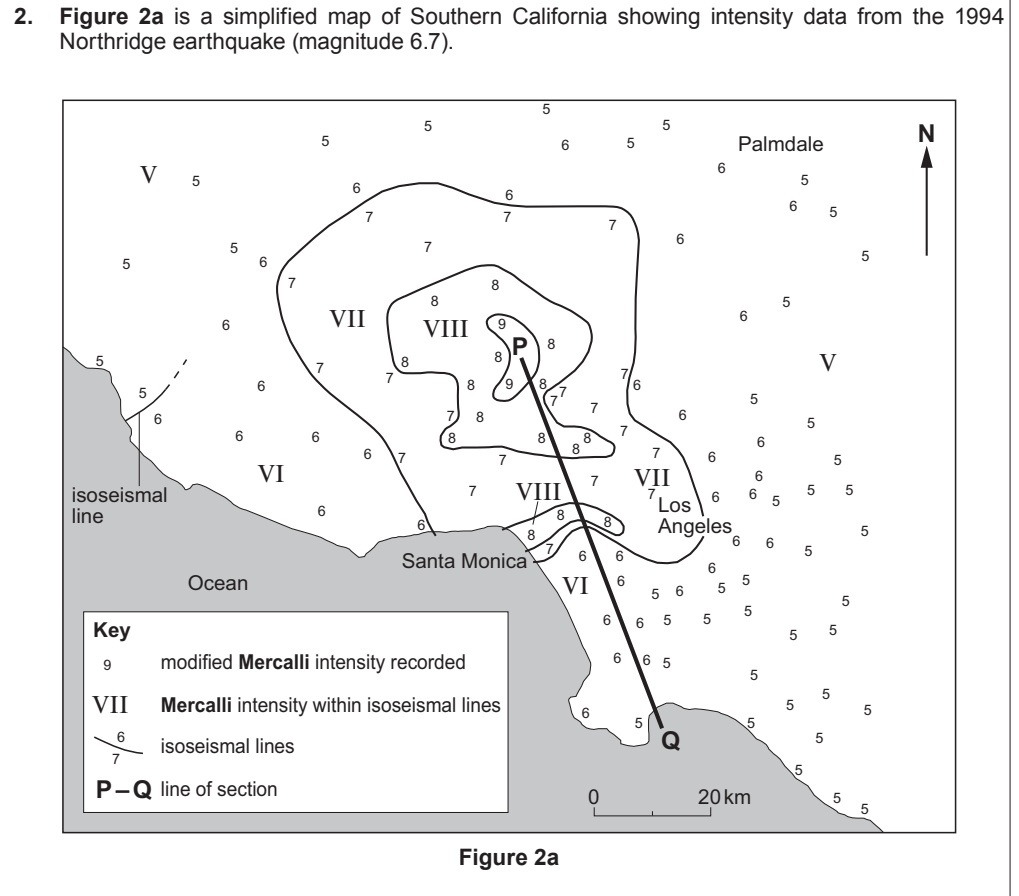 2. Figure 2a is a simplified map of Southern California showing intensity data from the 1994
Northridge earthquake (magnitude 6.7).
5
5 5
5 6 5 Palmdale N
6
V 5 5
6 6
6 5
7 7 7
6
5 7
5 6 5
7 8
8 5
6 VII VIII 9 6
P 8
5 8 8 V
7 7 7
6 8 9 8 7 6
5 7 7 5
6 7 8 7 6 5
6 6 8 8 8 7 6
6 7 7 8 7 6 5
VI 7 VII 6
isoseismal
line
7 VIII 7 6 6 5 5 5
6 8 8 Los
Angeles
6 8 6 5
7 6 6 5
Santa Monica 6 6
Ocean VI 6 5 6 5 5
5
6 6 5 5 5 5 5
6 6 5
5 5
6 5 5 5 5
Q 5
5
5 5
Key
9 modified Mercalli intensity recorded
VII Mercalli intensity within isoseismal lines
6
7
isoseismal lines
P – Q line of section
0 20 km
Figure 2a